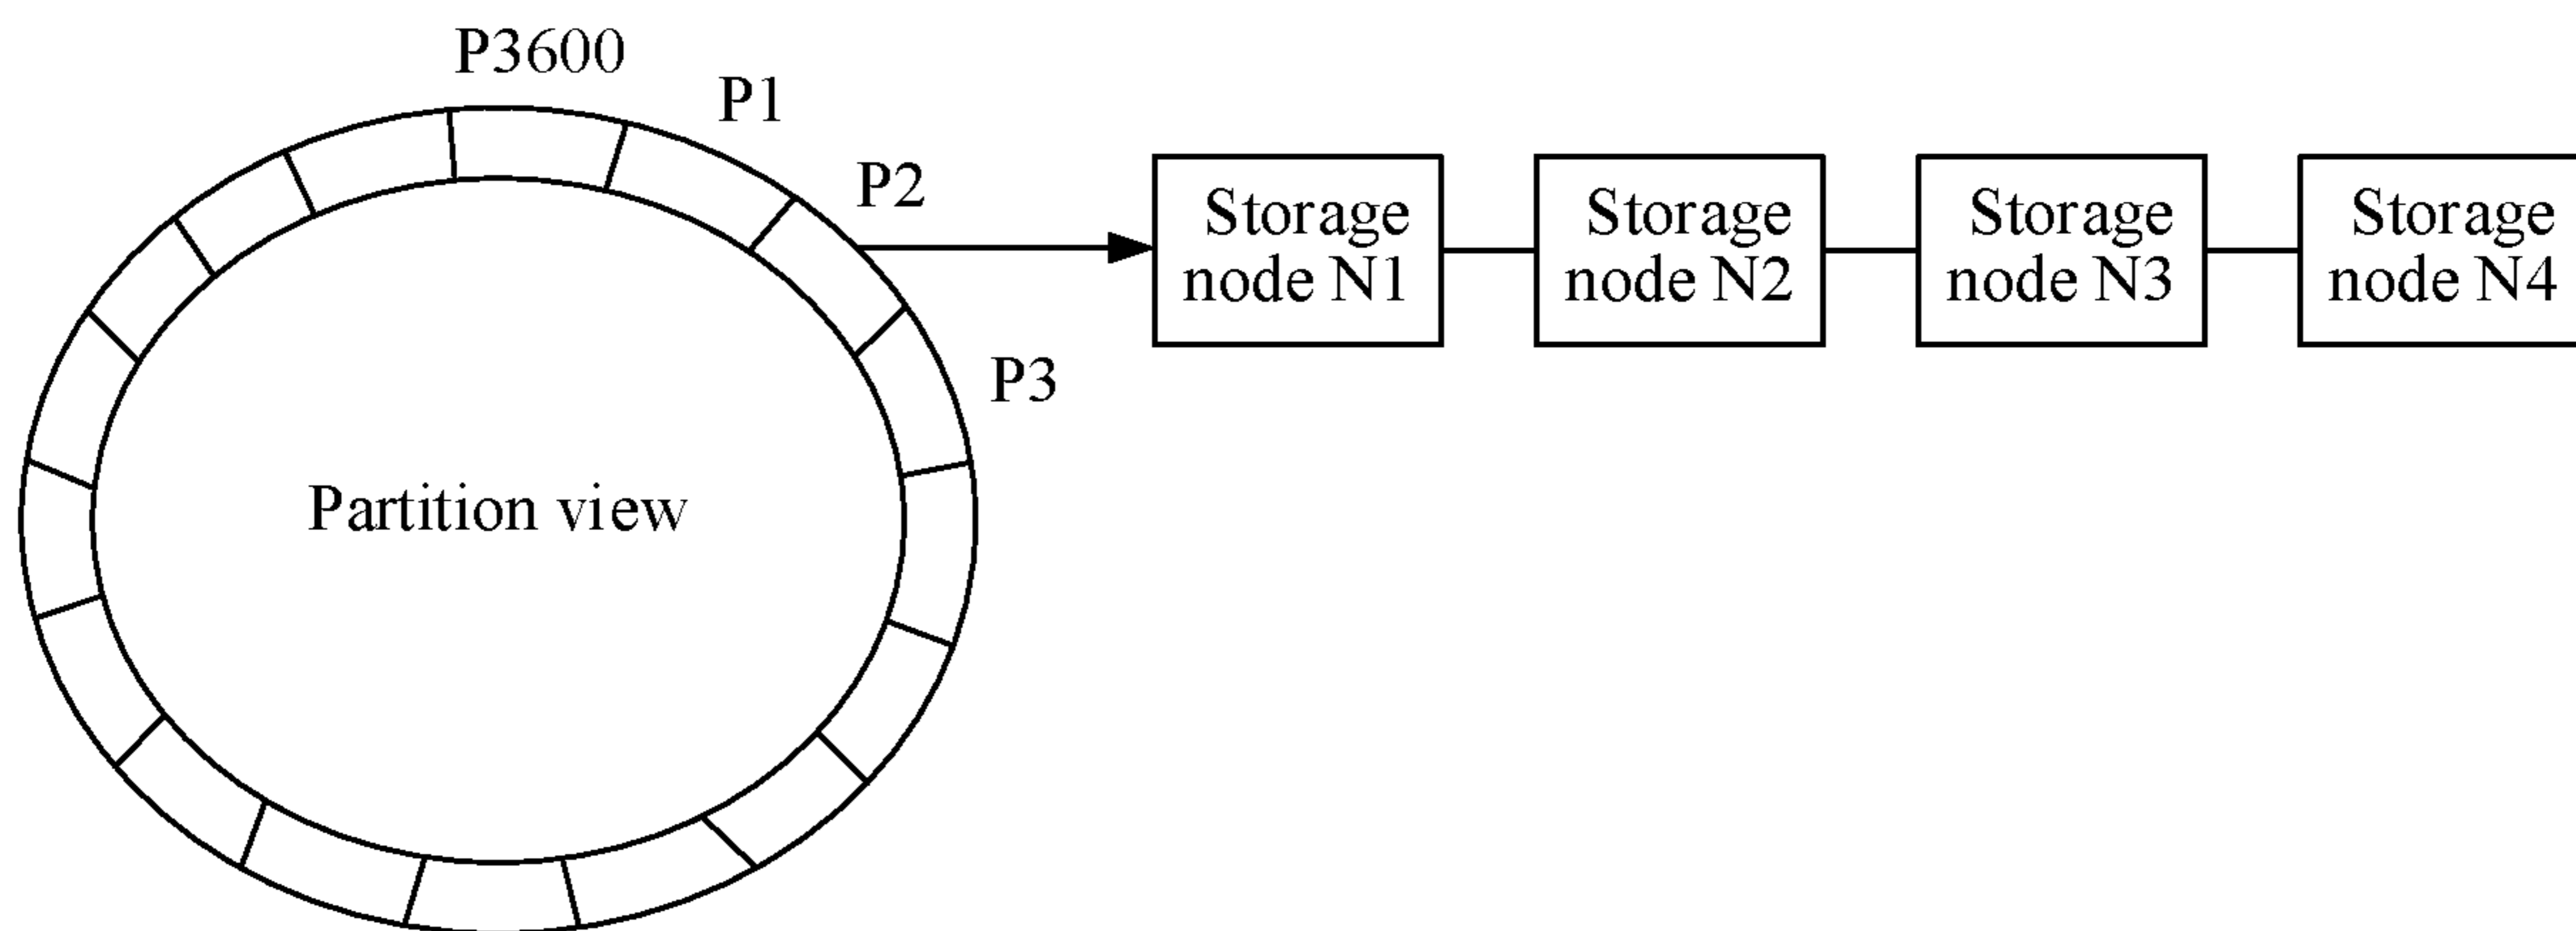 P3600
P1
P2
P3
Partition view
Storage
node N1
Storage
node N2
Storage
node N3
Storage
node N4